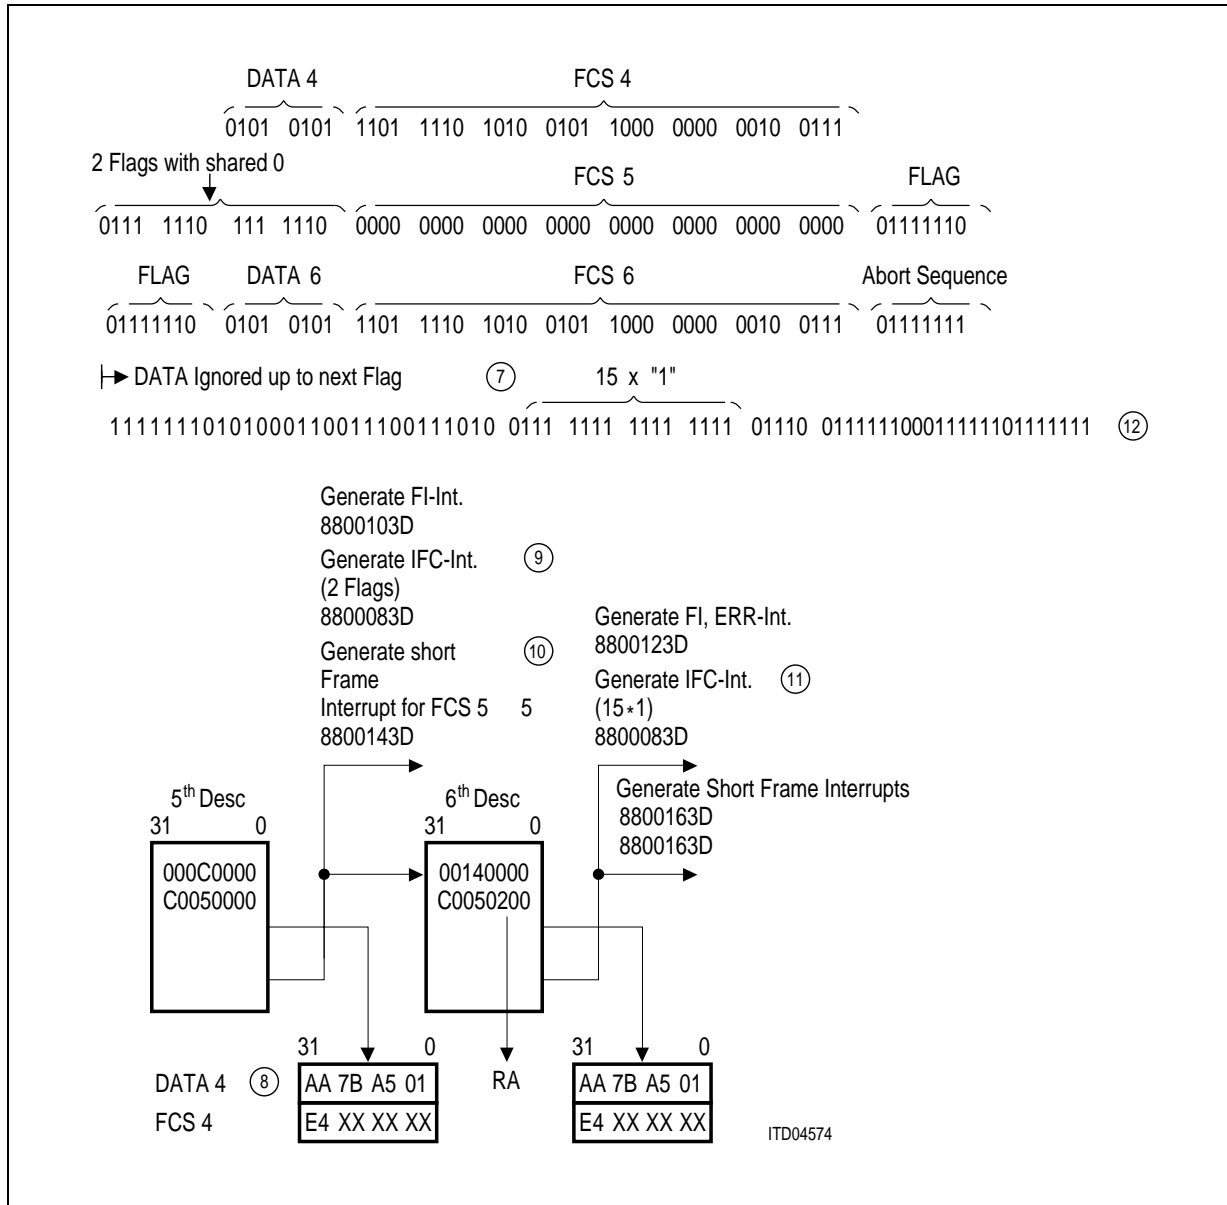 DATA 4 FCS 4
0101 0101 1101 1110 1010 0101 1000 0000 0010 0111
2 Flags with shared 0
FCS 5 FLAG
0111 1110 111 1110 0000 0000 0000 0000 0000 0000 0000 0000 01111110
FLAG DATA 6 FCS 6 Abort Sequence
01111110 0101 0101 1101 1110 1010 0101 1000 0000 0010 0111 01111111
DATA Ignored up to next Flag 7 15 x "1"
1111111010100011001110011101 0 0111 1111 1111 1111 01110 011111100011111101111111 12
Generate FI-Int.
8800103D
Generate IFC-Int. 9
(2 Flags)
8800083D
Generate short 10
Frame
Interrupt for FCS 5 5
8800143D
Generate FI, ERR-Int.
8800123D
Generate IFC-Int. 11
(15*1)
8800083D
Generate Short Frame Interrupts
8800163D
8800163D
5th Desc
31 0
000C0000
C0050000
6th Desc
31 0
00140000
C0050200
31 0
DATA 4 8 AA 7B A5 01
FCS 4 E4 XX XX XX
RA
31 0
AA 7B A5 01
E4 XX XX XX
ITD04574